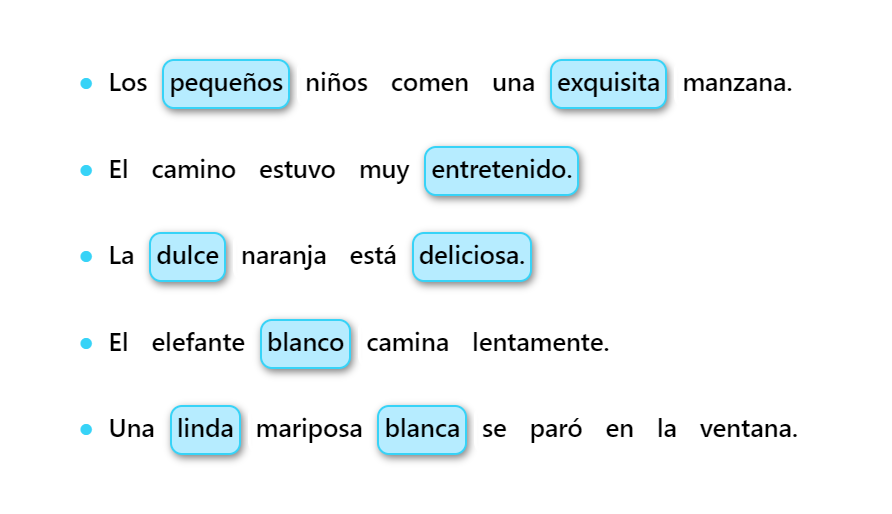 Los pequeños niños comen una exquisita manzana.
El camino estuvo muy entretenido.
La dulce naranja está deliciosa.
El elefante blanco camina lentamente.
Una linda mariposa blanca se paró en la ventana.